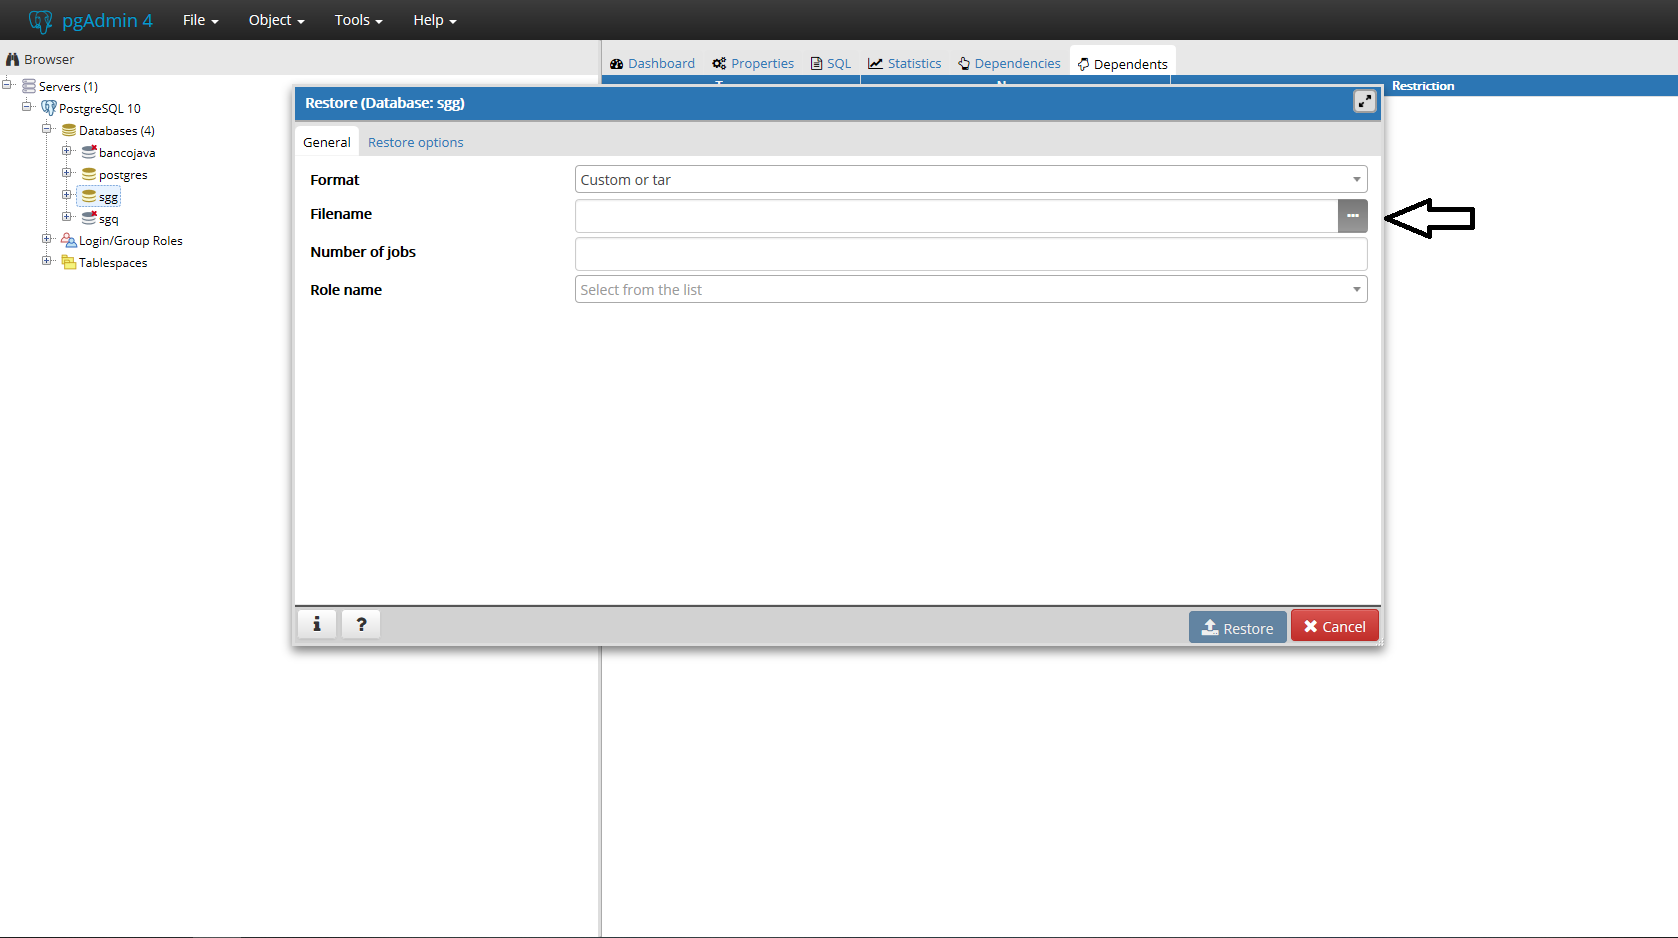 pgAdmin 4 File Object Tools Help
Browser
Dashboard Properties SQL Statistics Dependencies Dependents
Restriction
Servers (1)
PostgreSQL 10
Databases (4)
bancojava
postgres
sgg
sgq
Login/Group Roles
Tablespaces
Restore (Database: sgg)
General Restore options
Format Custom or tar
Filename
Number of jobs
Role name Select from the list
i ? Restore Cancel